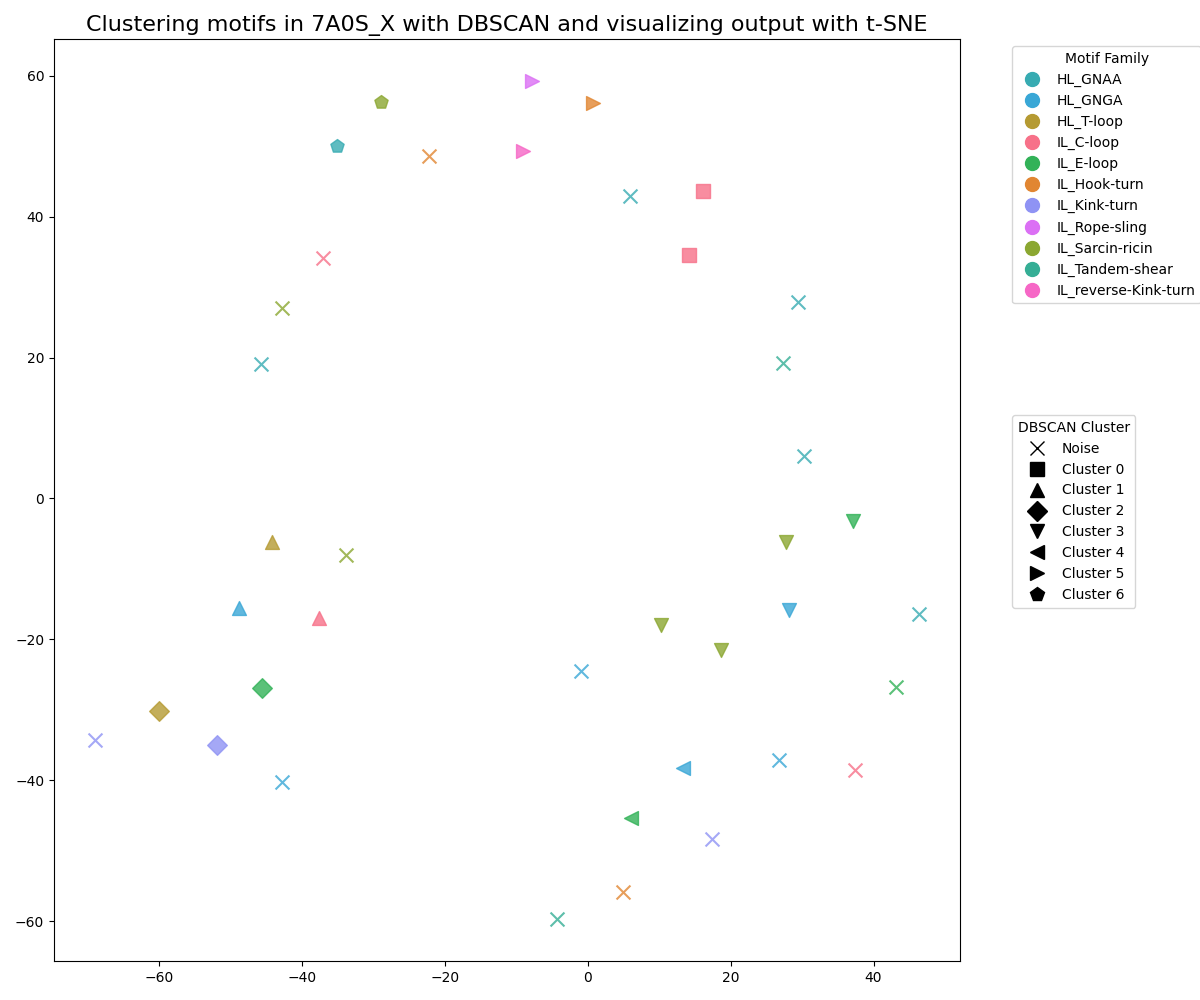 Clustering motifs in 7A0S_X with DBSCAN and visualizing output with t-SNE
60
40
20
0
−20
−40
−60
−60
−40
−20
0
20
40
Motif Family
HL_GNAA
HL_GNGA
HL_T-loop
IL_C-loop
IL_E-loop
IL_Hook-turn
IL_Kink-turn
IL_Rope-sling
IL_Sarcin-ricin
IL_Tandem-shear
IL_reverse-Kink-turn
DBSCAN Cluster
Noise
Cluster 0
Cluster 1
Cluster 2
Cluster 3
Cluster 4
Cluster 5
Cluster 6